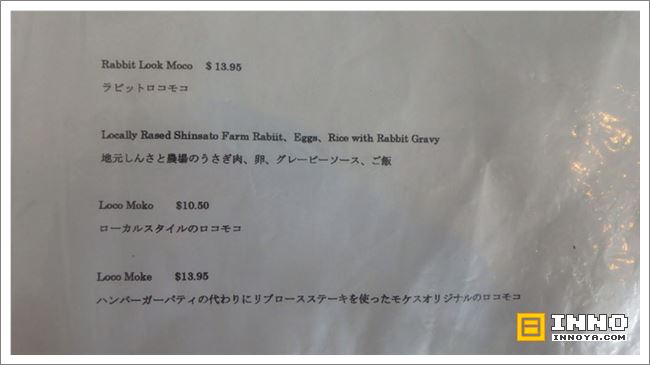 Rabbit Look Moco $ 13.95
ラビットロコモコ
Locally Rased Shinsato Farm Rabiit、Eggs、Rice with Rabbit Gravy
地元しんさと農場のうさぎ肉、卵、グレービーソース、ご飯
Loco Moko $10.50
ローカルスタイルのロコモコ
Loco Moke $13.95
ハンバーガーパティの代わりにリブロースステーキを使ったモケスオリジナルのロコモコ
INNO
INNOYA.COM